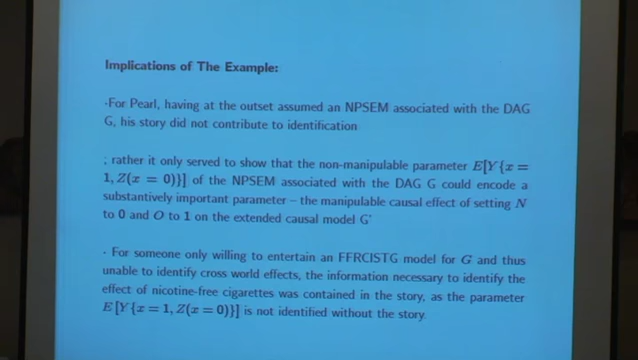 Implications of The Example:
·For Pearl, having at the outset assumed an NPSEM associated with the DAG
G, his story did not contribute to identification
; rather it only served to show that the non-manipulable parameter E[Y{x =
1, Z(x = 0)}] of the NPSEM associated with the DAG G could encode a
substantively important parameter – the manipulable causal effect of setting N
to 0 and O to 1 on the extended causal model G'
· For someone only willing to entertain an FFRCISTG model for G and thus
unable to identify cross world effects, the information necessary to identify the
effect of nicotine-free cigarettes was contained in the story, as the parameter
E [Y {x = 1, Z(x = 0)}] is not identified without the story.